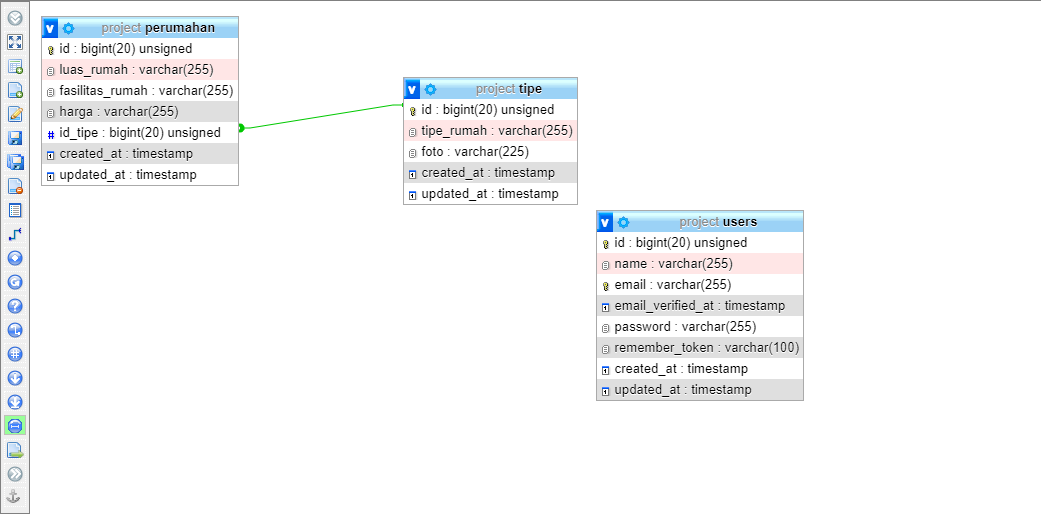 project perumahan
id : bigint(20) unsigned
luas_rumah : varchar(255)
fasilitas_rumah : varchar(255)
harga : varchar(255)
id_tipe : bigint(20) unsigned
created_at : timestamp
updated_at : timestamp
project tipe
id : bigint(20) unsigned
tipe_rumah : varchar(255)
foto : varchar(225)
created_at : timestamp
updated_at : timestamp
project users
id : bigint(20) unsigned
name : varchar(255)
email : varchar(255)
email_verified_at : timestamp
password : varchar(255)
remember_token : varchar(100)
created_at : timestamp
updated_at : timestamp